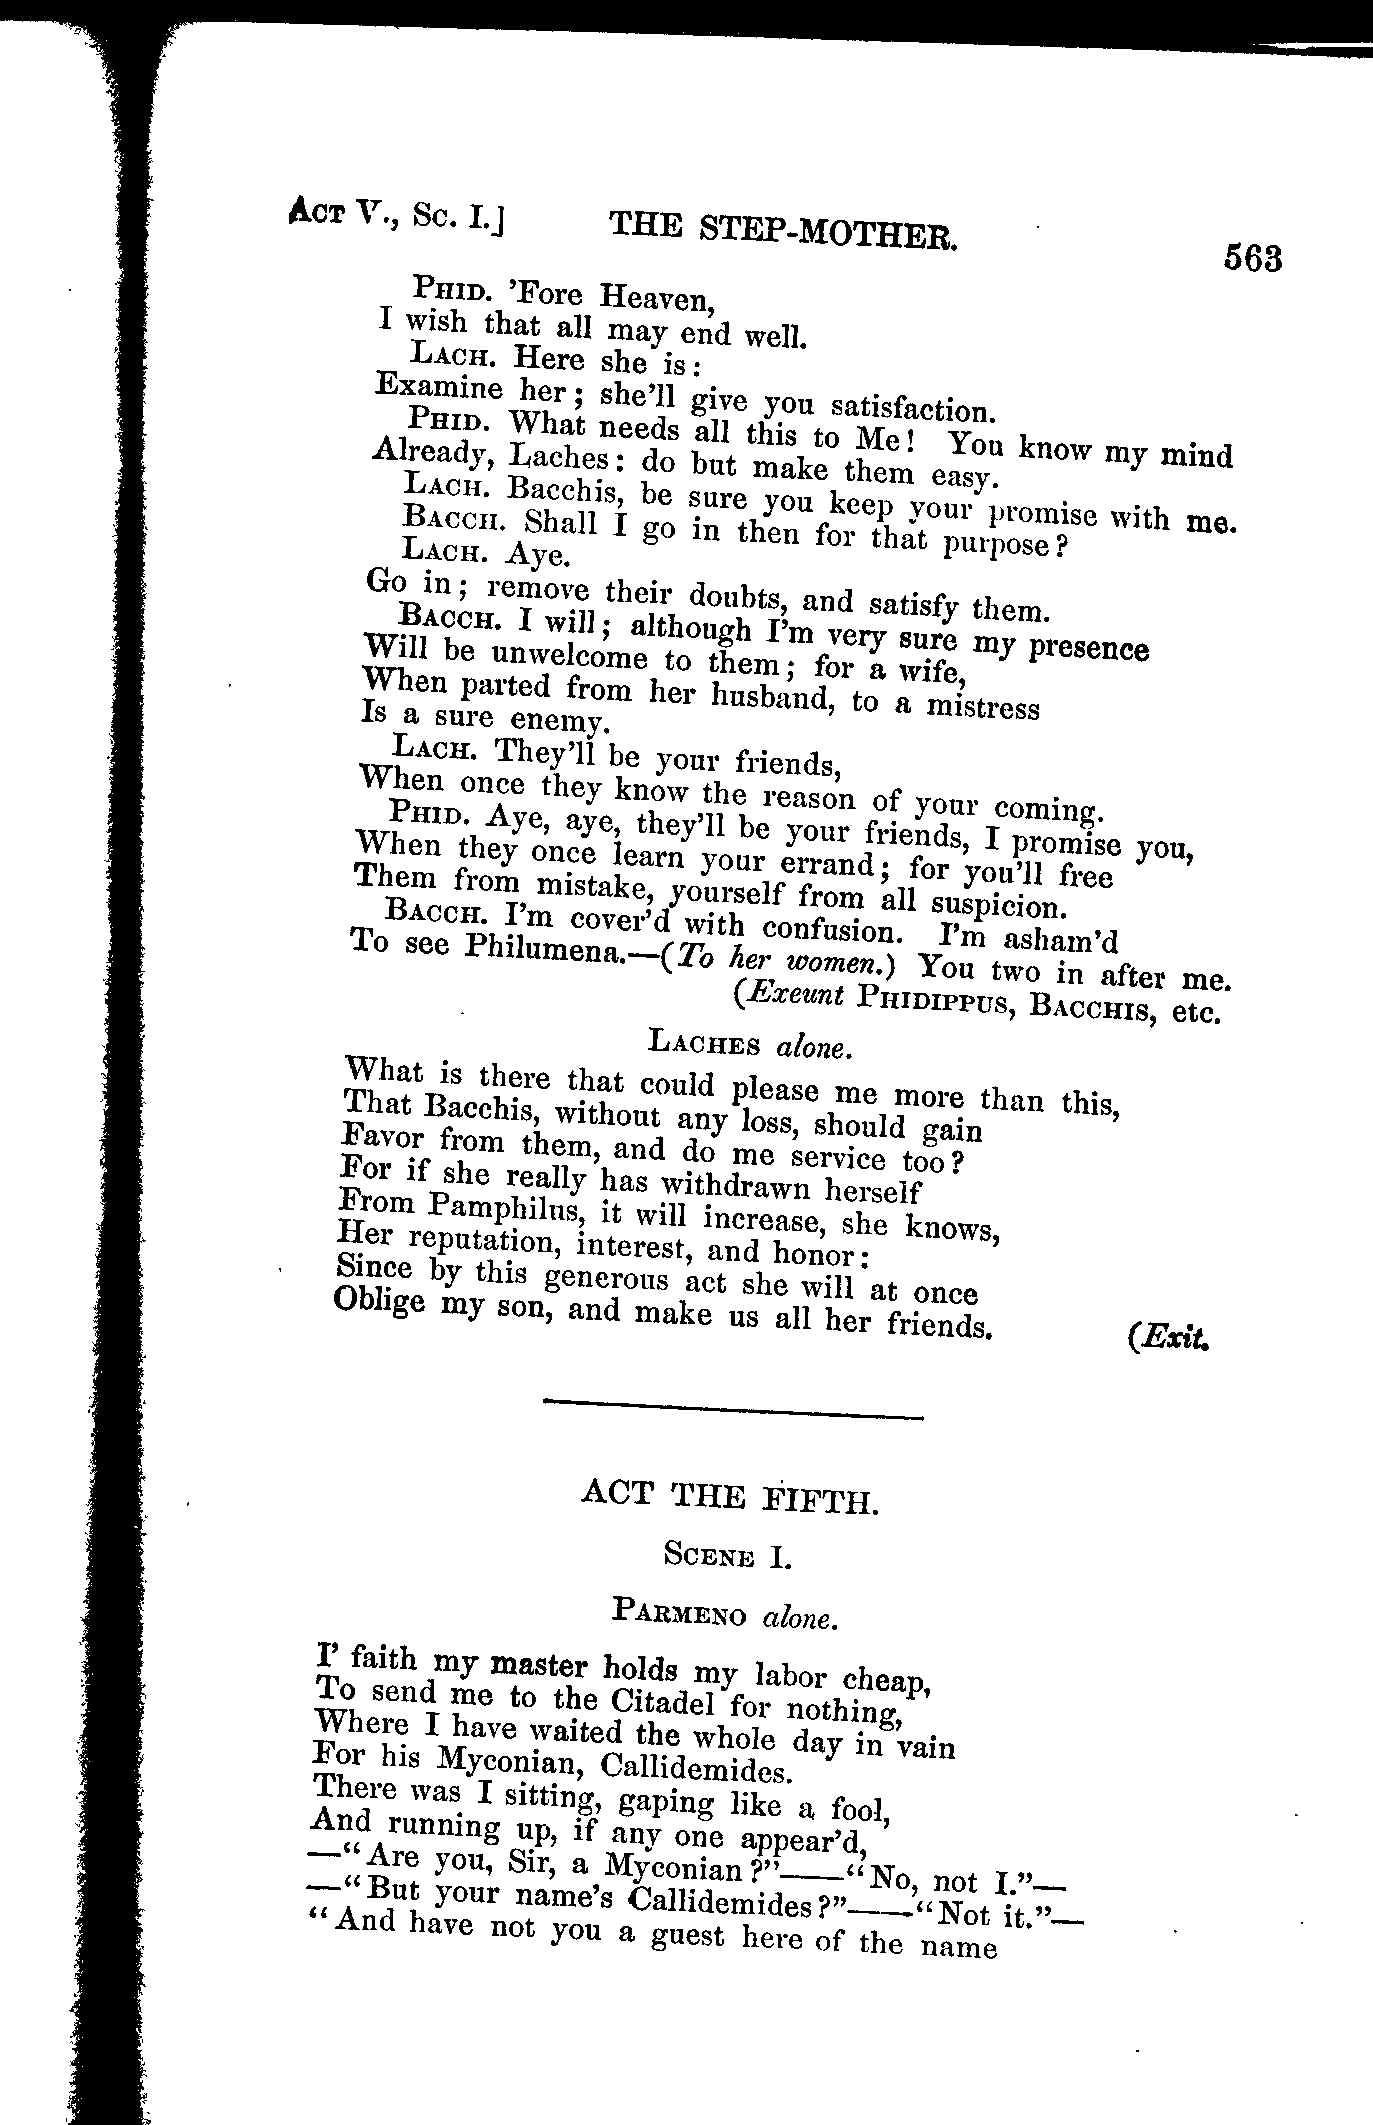 ACT V., Sc. I.] THE STEP-MOTHER. 563
PHID. 'Fore Heaven,
I wish that all may end well.
LACH. Here she is:
Examine her; she'll give you satisfaction.
PHID. What needs all this to Me! You know my mind
Already, Laches: do but make them easy.
LACH. Bacchis, be sure you keep your promise with me.
BACCH. Shall I go in then for that purpose?
LACH. Aye.
Go in; remove their doubts, and satisfy them.
BACCH. I will; although I'm very sure my presence
Will be unwelcome to them; for a wife,
When parted from her husband, to a mistress
Is a sure enemy.
LACH. They'll be your friends,
When once they know the reason of your coming.
PHID. Aye, aye, they'll be your friends, I promise you,
When they once learn your errand; for you'll free
Them from mistake, yourself from all suspicion.
BACCH. I'm cover'd with confusion. I'm asham'd
To see Philumena.—(To her women.) You two in after me.
(Exeunt PHIDIPPUS, BACCHIS, etc.
LACHES alone.
What is there that could please me more than this,
That Bacchis, without any loss, should gain
Favor from them, and do me service too?
For if she really has withdrawn herself
From Pamphilus, it will increase, she knows,
Her reputation, interest, and honor:
Since by this generous act she will at once
Oblige my son, and make us all her friends. (Exit.
ACT THE FIFTH.
SCENE I.
PARMENO alone.
I' faith my master holds my labor cheap,
To send me to the Citadel for nothing,
Where I have waited the whole day in vain
For his Myconian, Callidemides.
There was I sitting, gaping like a fool,
And running up, if any one appear'd,
—"Are you, Sir, a Myconian?"——"No, not I."—
—"But your name's Callidemides?"——"Not it."—
"And have not you a guest here of the name